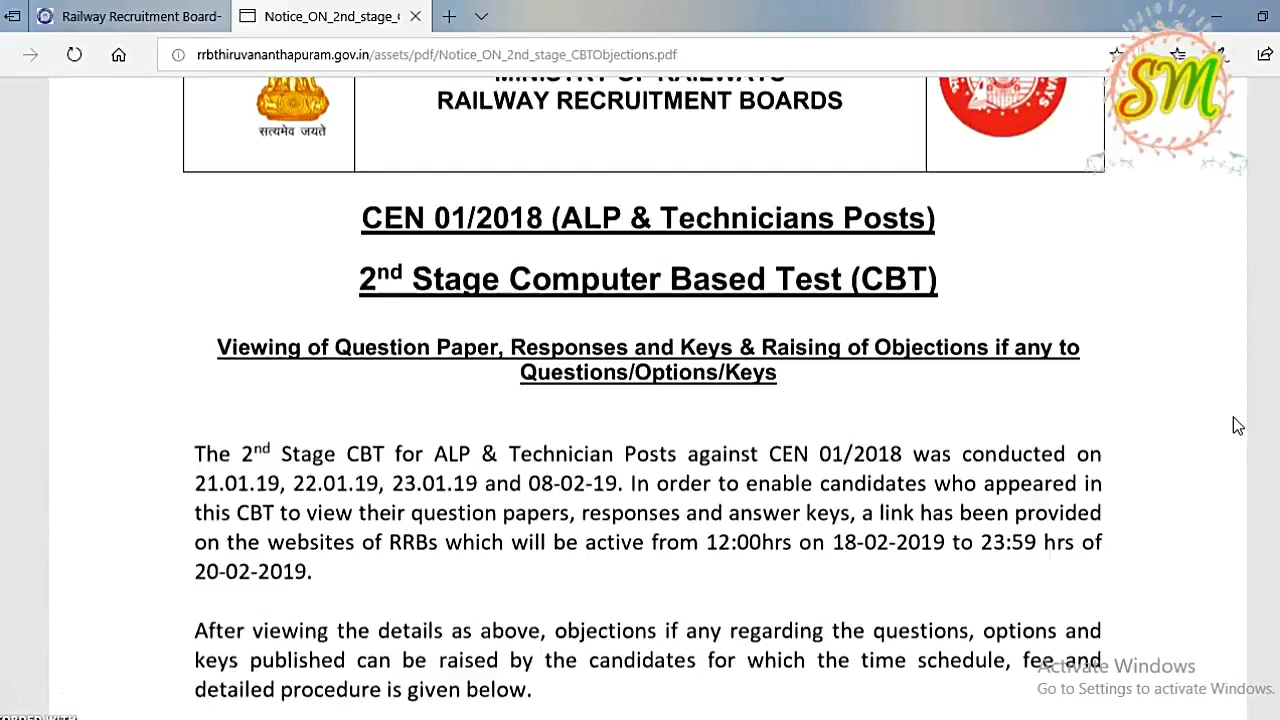 Railway Recruitment Board-
Notice_ON_2nd_stage_
rrbthiruvananthapuram.gov.in/assets/pdf/Notice_ON_2nd_stage_CBTObjections.pdf
SM
MINISTRY OF RAILWAYS
RAILWAY RECRUITMENT BOARDS
सत्यमेव जयते
CEN 01/2018 (ALP & Technicians Posts)
2nd Stage Computer Based Test (CBT)
Viewing of Question Paper, Responses and Keys & Raising of Objections if any to
Questions/Options/Keys
The 2nd Stage CBT for ALP & Technician Posts against CEN 01/2018 was conducted on
21.01.19, 22.01.19, 23.01.19 and 08-02-19. In order to enable candidates who appeared in
this CBT to view their question papers, responses and answer keys, a link has been provided
on the websites of RRBs which will be active from 12:00hrs on 18-02-2019 to 23:59 hrs of
20-02-2019.
After viewing the details as above, objections if any regarding the questions, options and
keys published can be raised by the candidates for which the time schedule, fee and
detailed procedure is given below.
Activate Windows
Go to Settings to activate Windows.